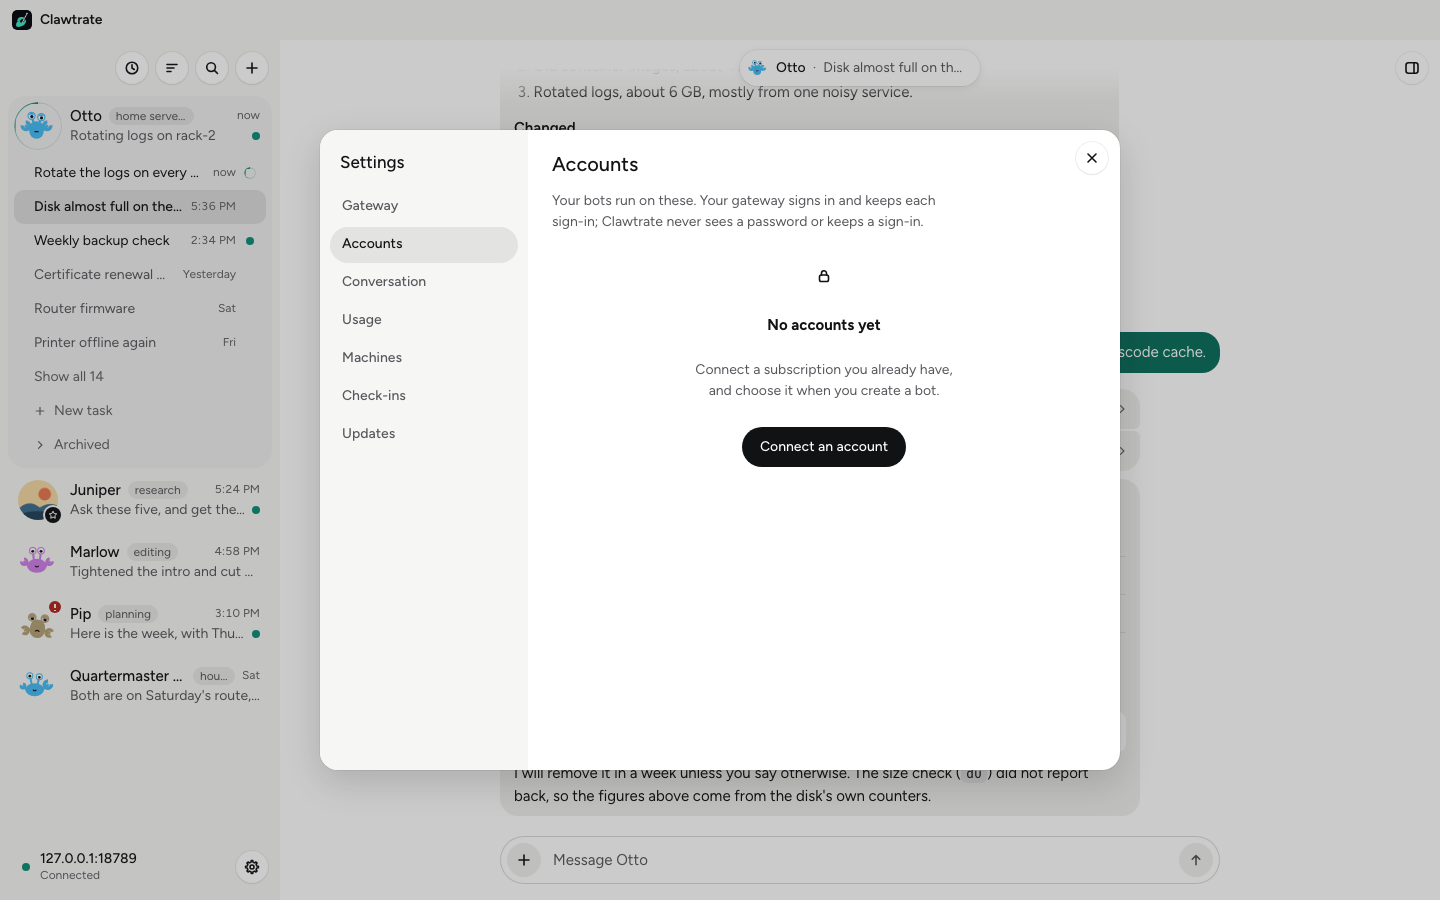 Clawtrate
Otto
home serve...
now
Rotating logs on rack-2
Rotate the logs on every ...
now
Disk almost full on the...
5:36 PM
Weekly backup check
2:34 PM
Certificate renewal ...
Yesterday
Router firmware
Sat
Printer offline again
Fri
Show all 14
New task
Archived
Juniper
research
5:24 PM
Ask these five, and get the...
Marlow
editing
4:58 PM
Tightened the intro and cut ...
Pip
planning
3:10 PM
Here is the week, with Thu...
Quartermaster ...
hou...
Sat
Both are on Saturday's route,...
127.0.0.1:18789
Connected
Otto · Disk almost full on th...
3. Rotated logs, about 6 GB, mostly from one noisy service.
Changed
Settings
Gateway
Accounts
Conversation
Usage
Machines
Check-ins
Updates
Accounts
Your bots run on these. Your gateway signs in and keeps each
sign-in; Clawtrate never sees a password or keeps a sign-in.
No accounts yet
Connect a subscription you already have,
and choose it when you create a bot.
Connect an account
scode cache.
I will remove it in a week unless you say otherwise. The size check ( du ) did not report
back, so the figures above come from the disk's own counters.
Message Otto